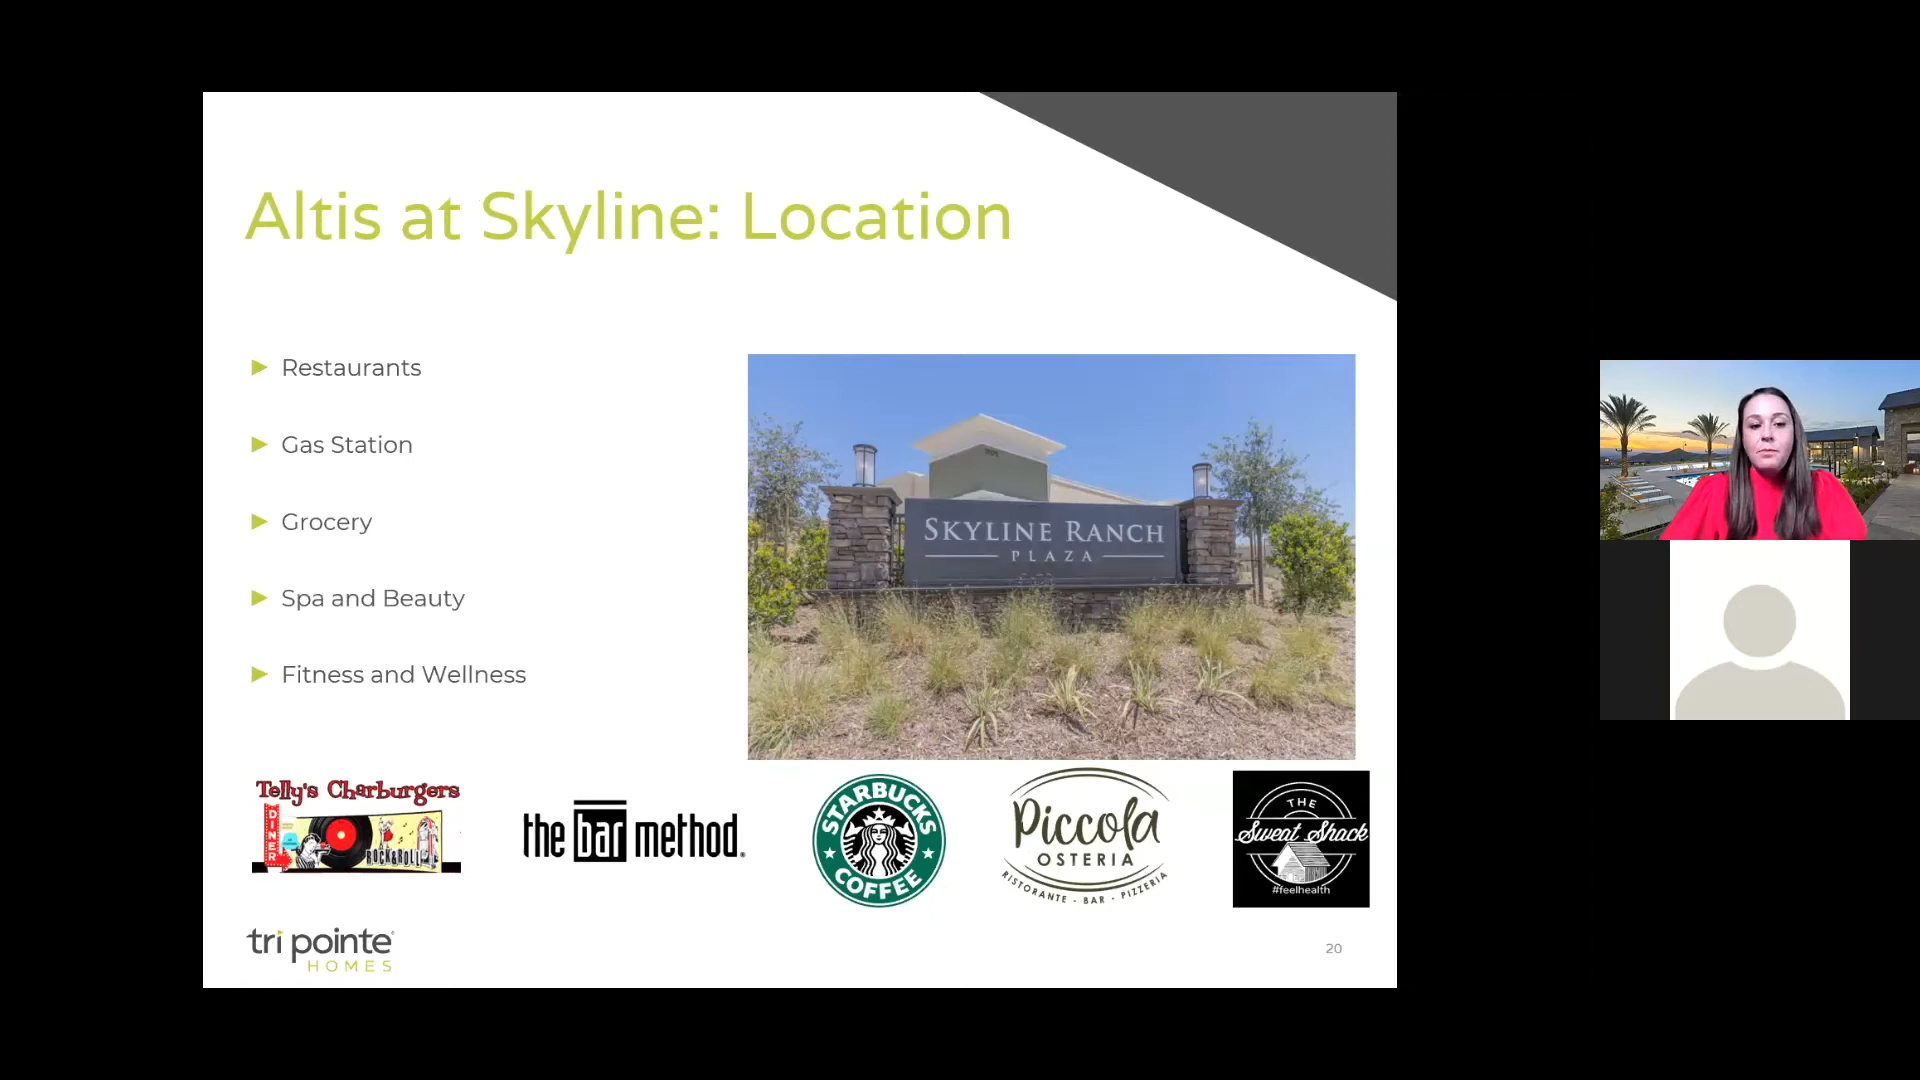 Altis at Skyline: Location
Restaurants
Gas Station
Grocery
Spa and Beauty
Fitness and Wellness
SKYLINE RANCH
PLAZA
Telly's Charburgers
DINER
ROCK&ROLL
the bar method®
STARBUCKS
COFFEE
Piccola
OSTERIA
RISTORANTE - BAR - PIZZERIA
THE
Sweat Shack
#feelhealth
tri pointe
HOMES
20